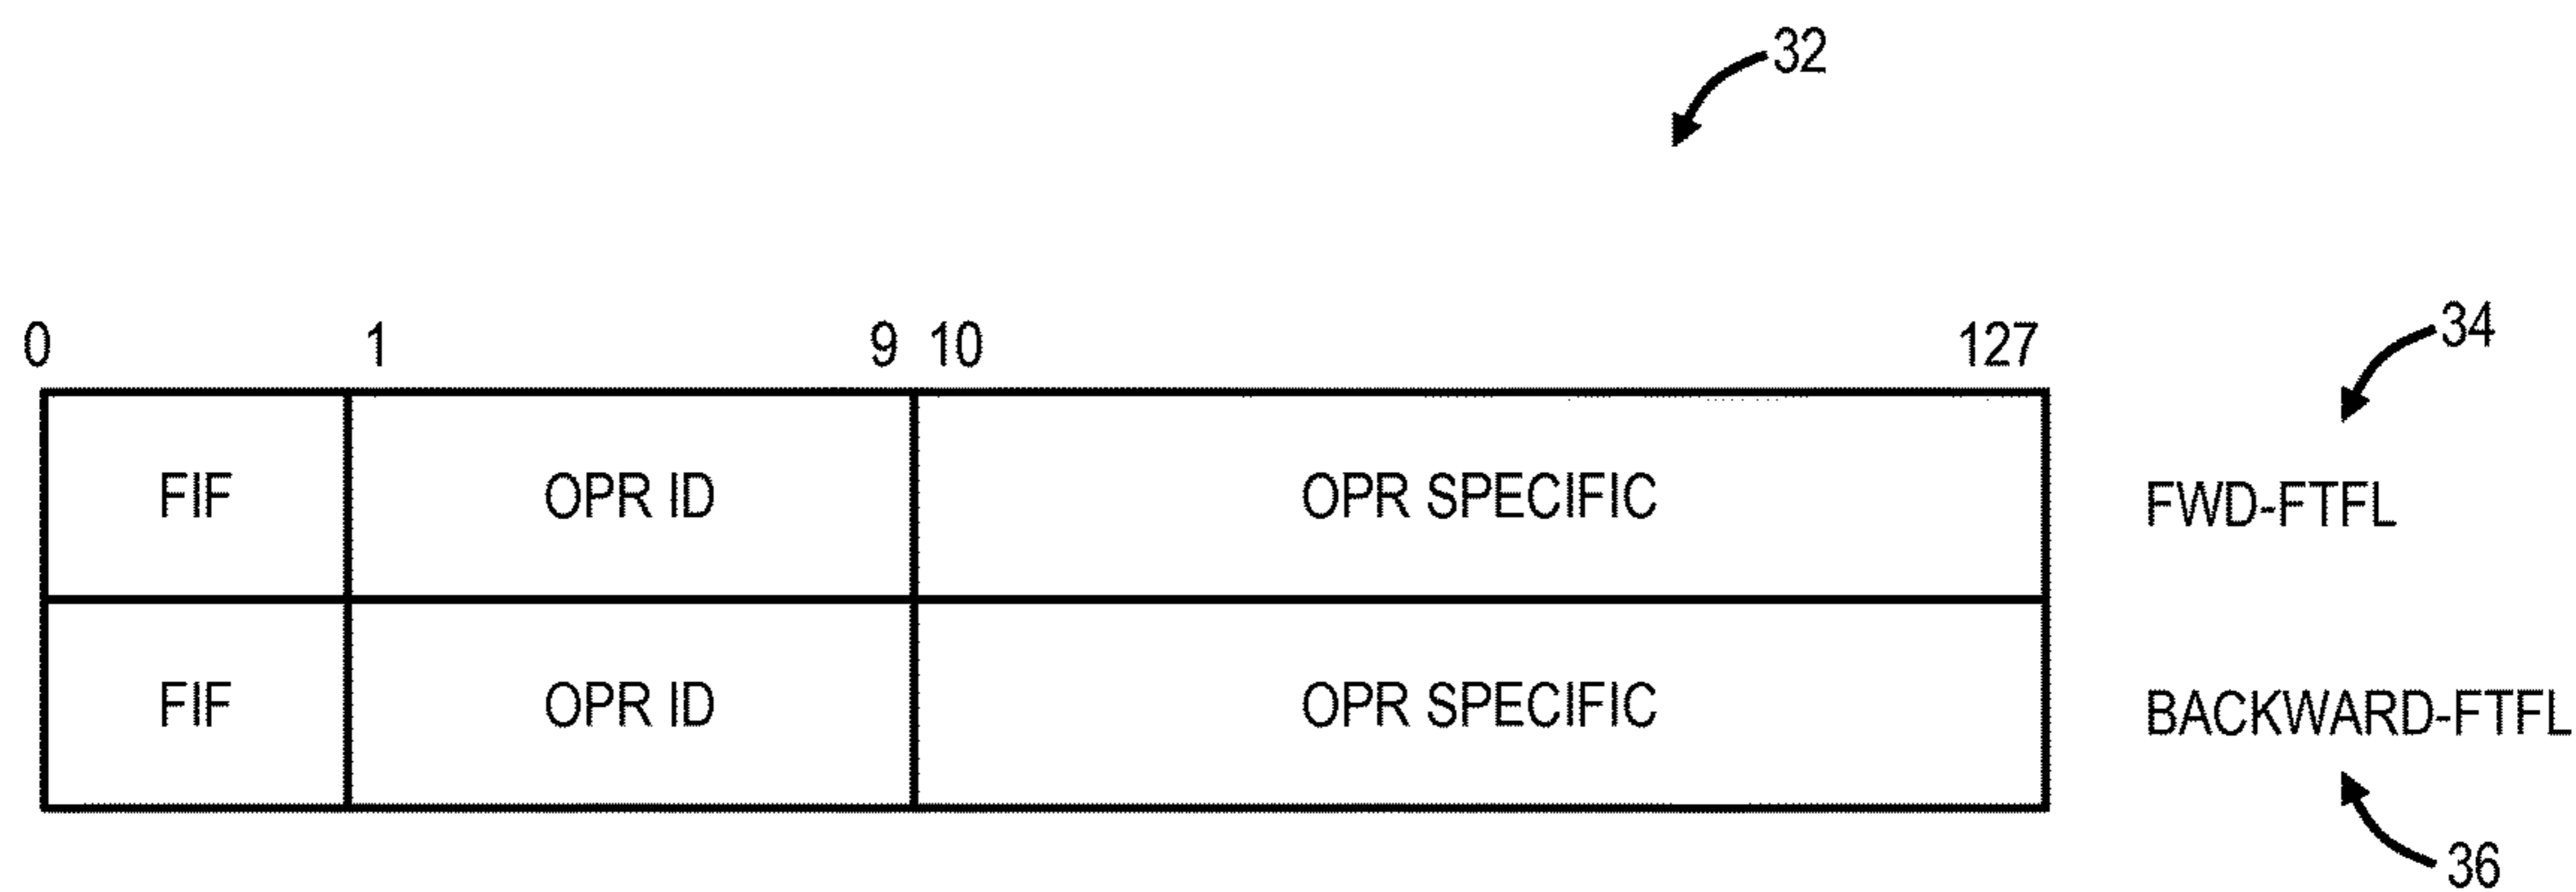 32
0 1 9 10 127
34
FIF OPR ID OPR SPECIFIC FWD-FTFL
FIF OPR ID OPR SPECIFIC BACKWARD-FTFL
36